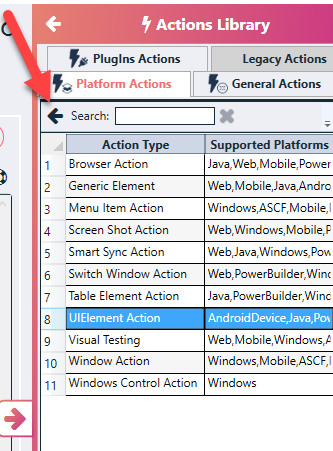 Actions Library
PlugIns Actions Legacy Actions
Platform Actions General Actions
Search:
Action Type Supported Platforms
1 Browser Action Java,Web,Mobile,Power
2 Generic Element Web,Mobile,Java,Andro
3 Menu Item Action Windows,ASCF,Mobile,
4 Screen Shot Action Web,Windows,Mobile,P
5 Smart Sync Action Web,Java,Windows,Pow
6 Switch Window Action Web,PowerBuilder,Wind
7 Table Element Action Java,PowerBuilder,Wind
8 UIElement Action AndroidDevice,Java,Pow
9 Visual Testing Web,Mobile,Windows,A
10 Window Action Windows,Mobile,ASCF,
11 Windows Control Action Windows